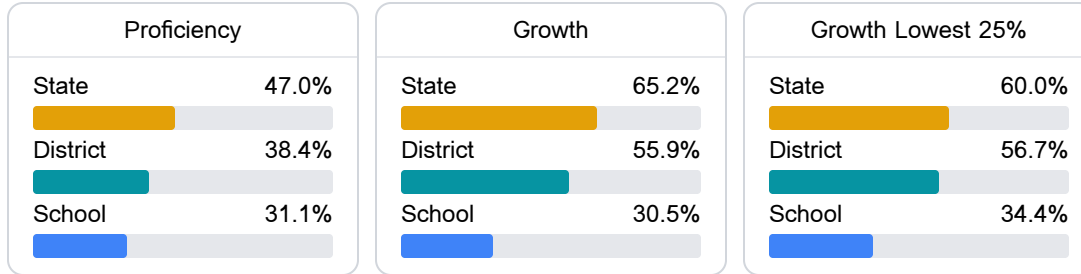 Proficiency
State 47.0%
District 38.4%
School 31.1%
Growth
State 65.2%
District 55.9%
School 30.5%
Growth Lowest 25%
State 60.0%
District 56.7%
School 34.4%